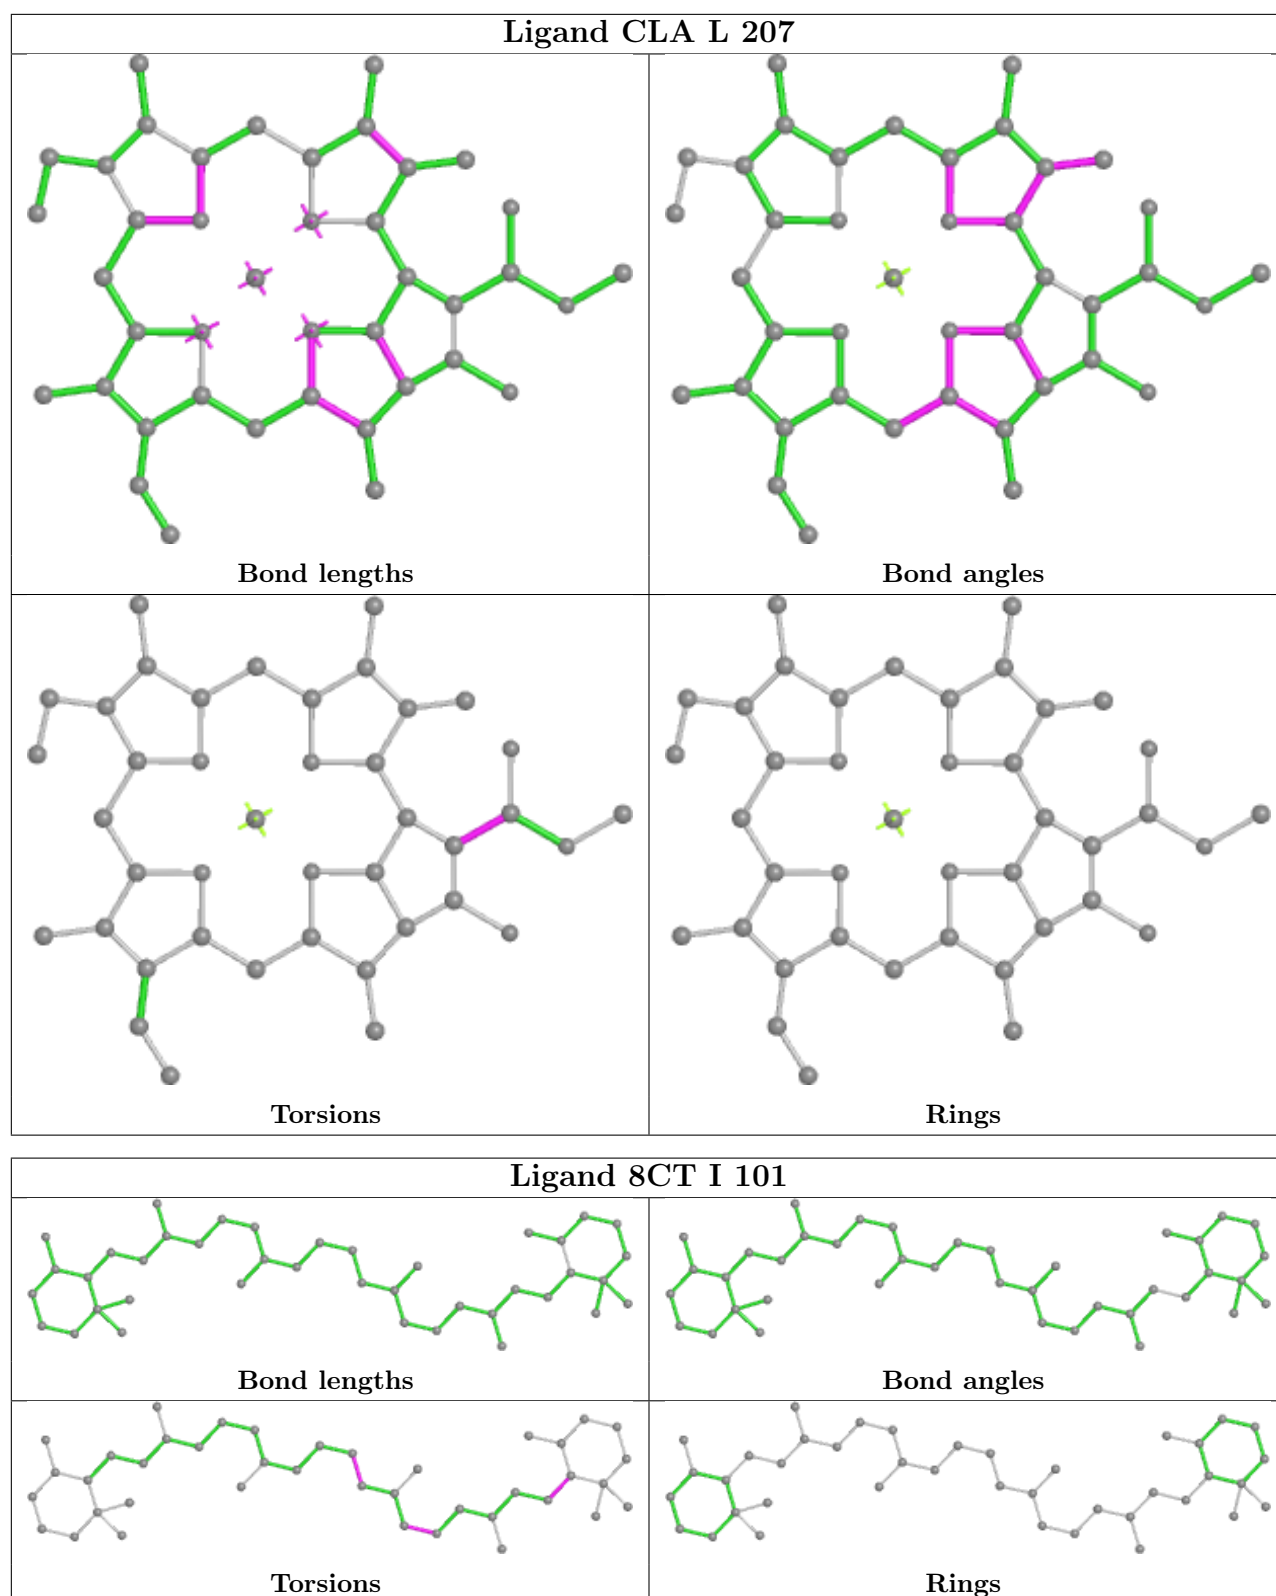 Ligand CLA L 207
Bond lengths
Bond angles
Torsions
Rings
Ligand 8CT I 101
Bond lengths
Bond angles
Torsions
Rings